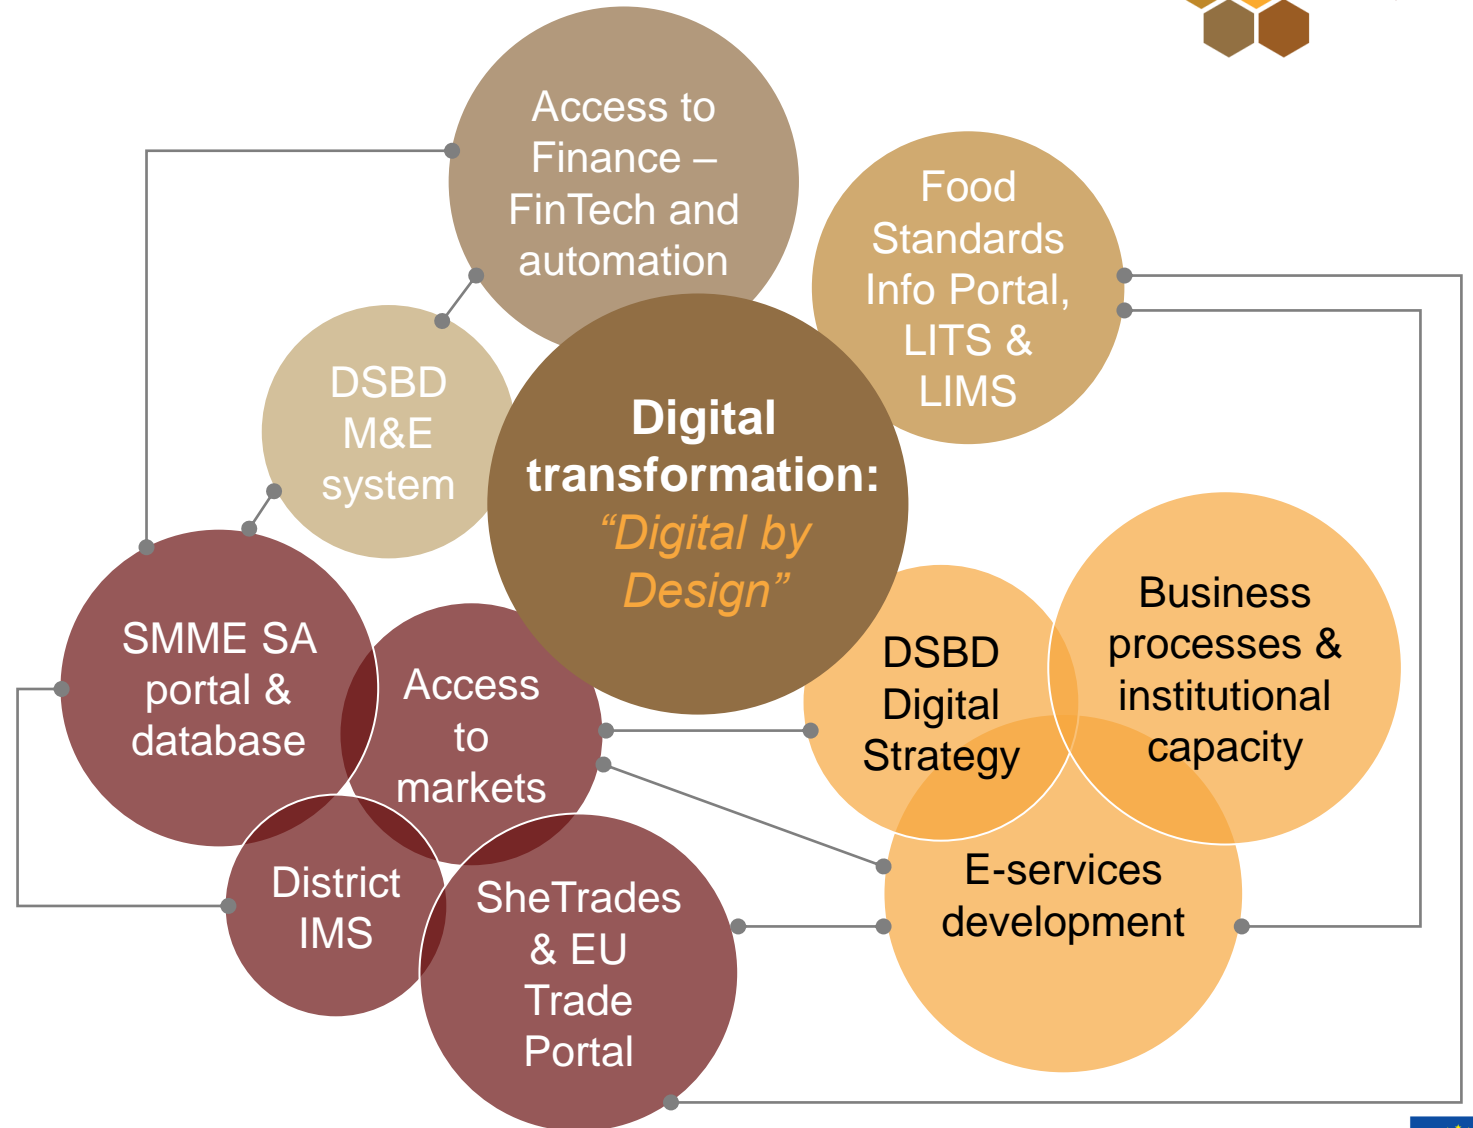 Access to
Finance –
FinTech and
automation
Food
Standards
Info Portal,
LITS &
LIMS
DSBD
M&E
system
Digital
transformation:
“Digital by
Design”
SMME SA
portal &
database
Access
to
markets
DSBD
Digital
Strategy
Business
processes &
institutional
capacity
District
IMS
SheTrades
& EU
Trade
Portal
E-services
development